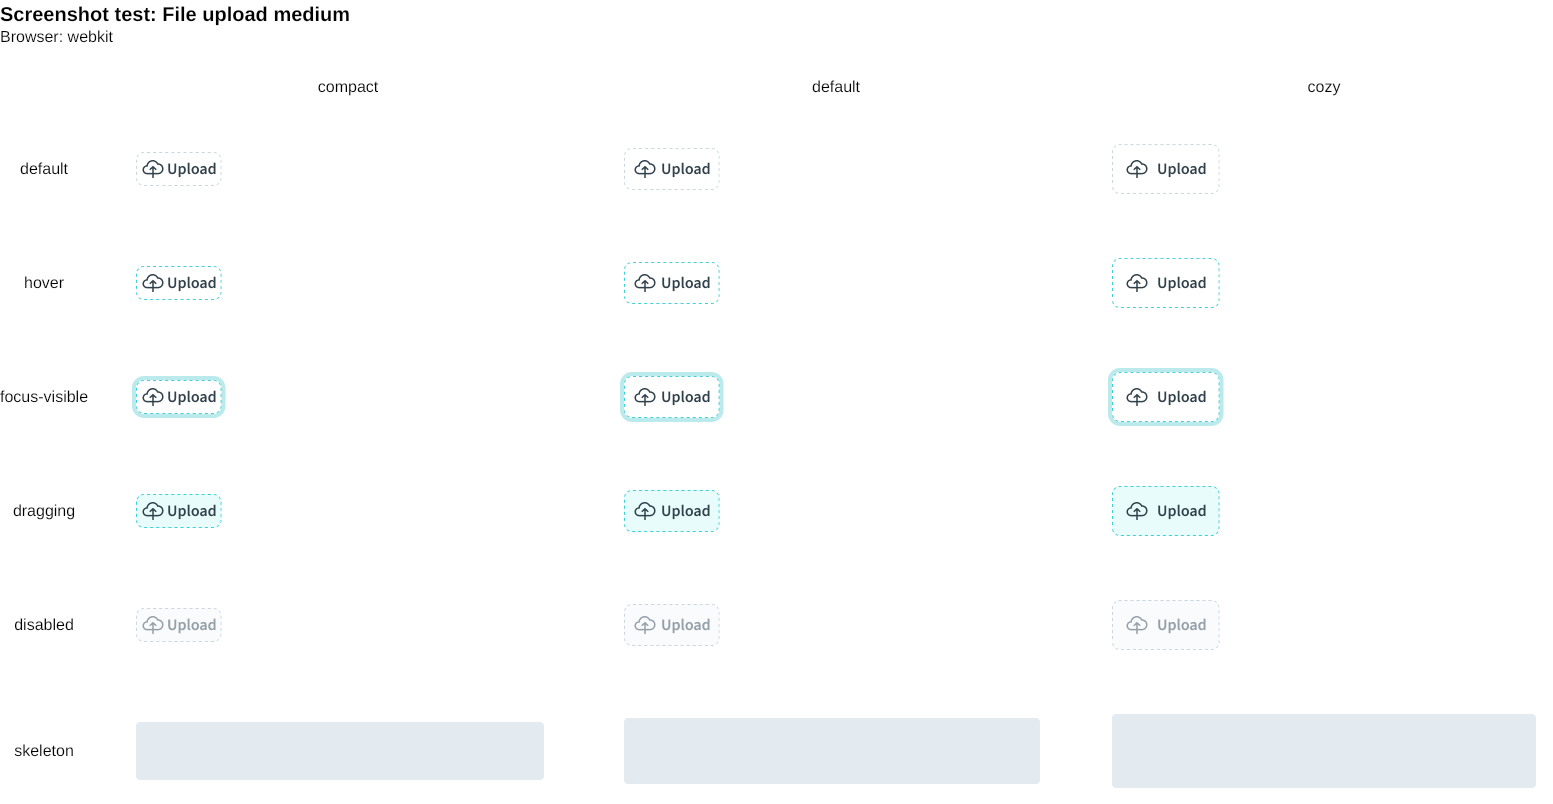 Screenshot test: File upload medium
Browser: webkit
compact default cozy
default Upload Upload Upload
hover Upload Upload Upload
focus-visible Upload Upload Upload
dragging Upload Upload Upload
disabled Upload Upload Upload
skeleton